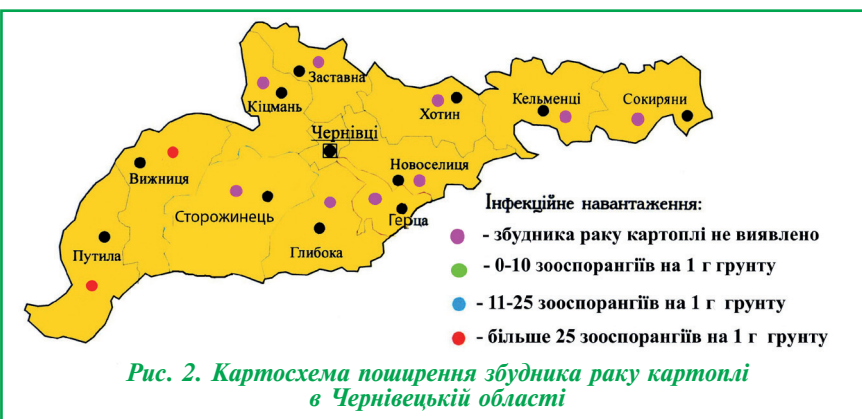 Заставна
Кіцмань
Хотин
Кельменці
Сокиряни
Чернівці
Новоселиця
Вижниця
Сторожинець
Герца
Глибока
Путила
Інфекційне навантаження:
- збудника раку картоплі не виявлено
- 0-10 зооспорангіїв на 1 г грунту
- 11-25 зооспорангіїв на 1 г грунту
- більше 25 зооспорангіїв на 1 г грунту
Рис. 2. Картосхема поширення збудника раку картоплі
в Чернівецькій області